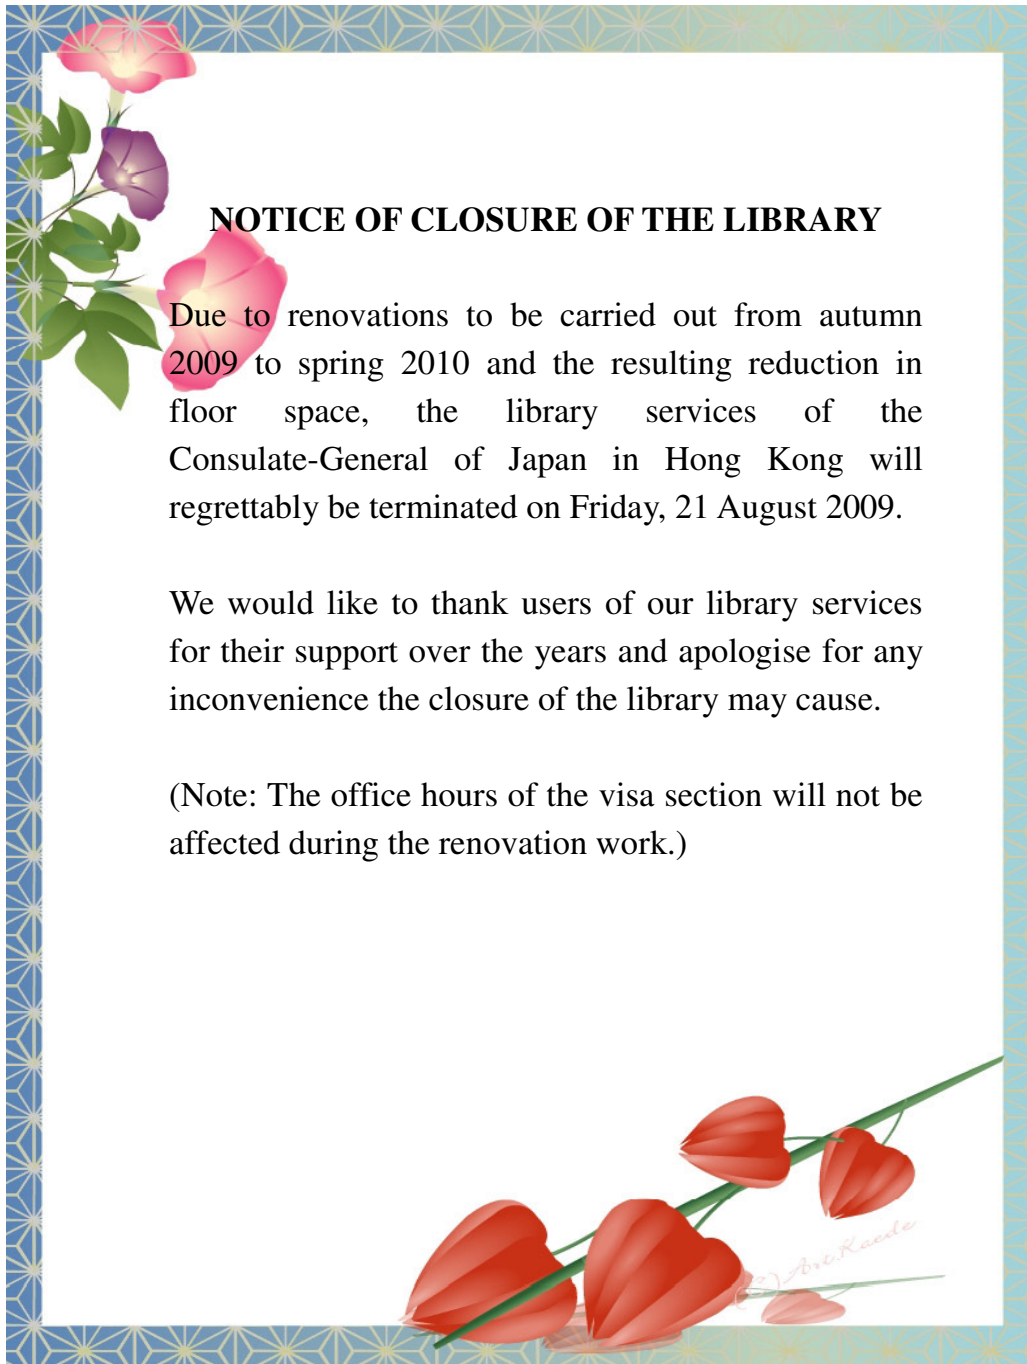 NOTICE OF CLOSURE OF THE LIBRARY
Due to renovations to be carried out from autumn
2009 to spring 2010 and the resulting reduction in
floor space, the library services of the
Consulate-General of Japan in Hong Kong will
regrettably be terminated on Friday, 21 August 2009.
We would like to thank users of our library services
for their support over the years and apologise for any
inconvenience the closure of the library may cause.
(Note: The office hours of the visa section will not be
affected during the renovation work.)
(C) Art.Kaede